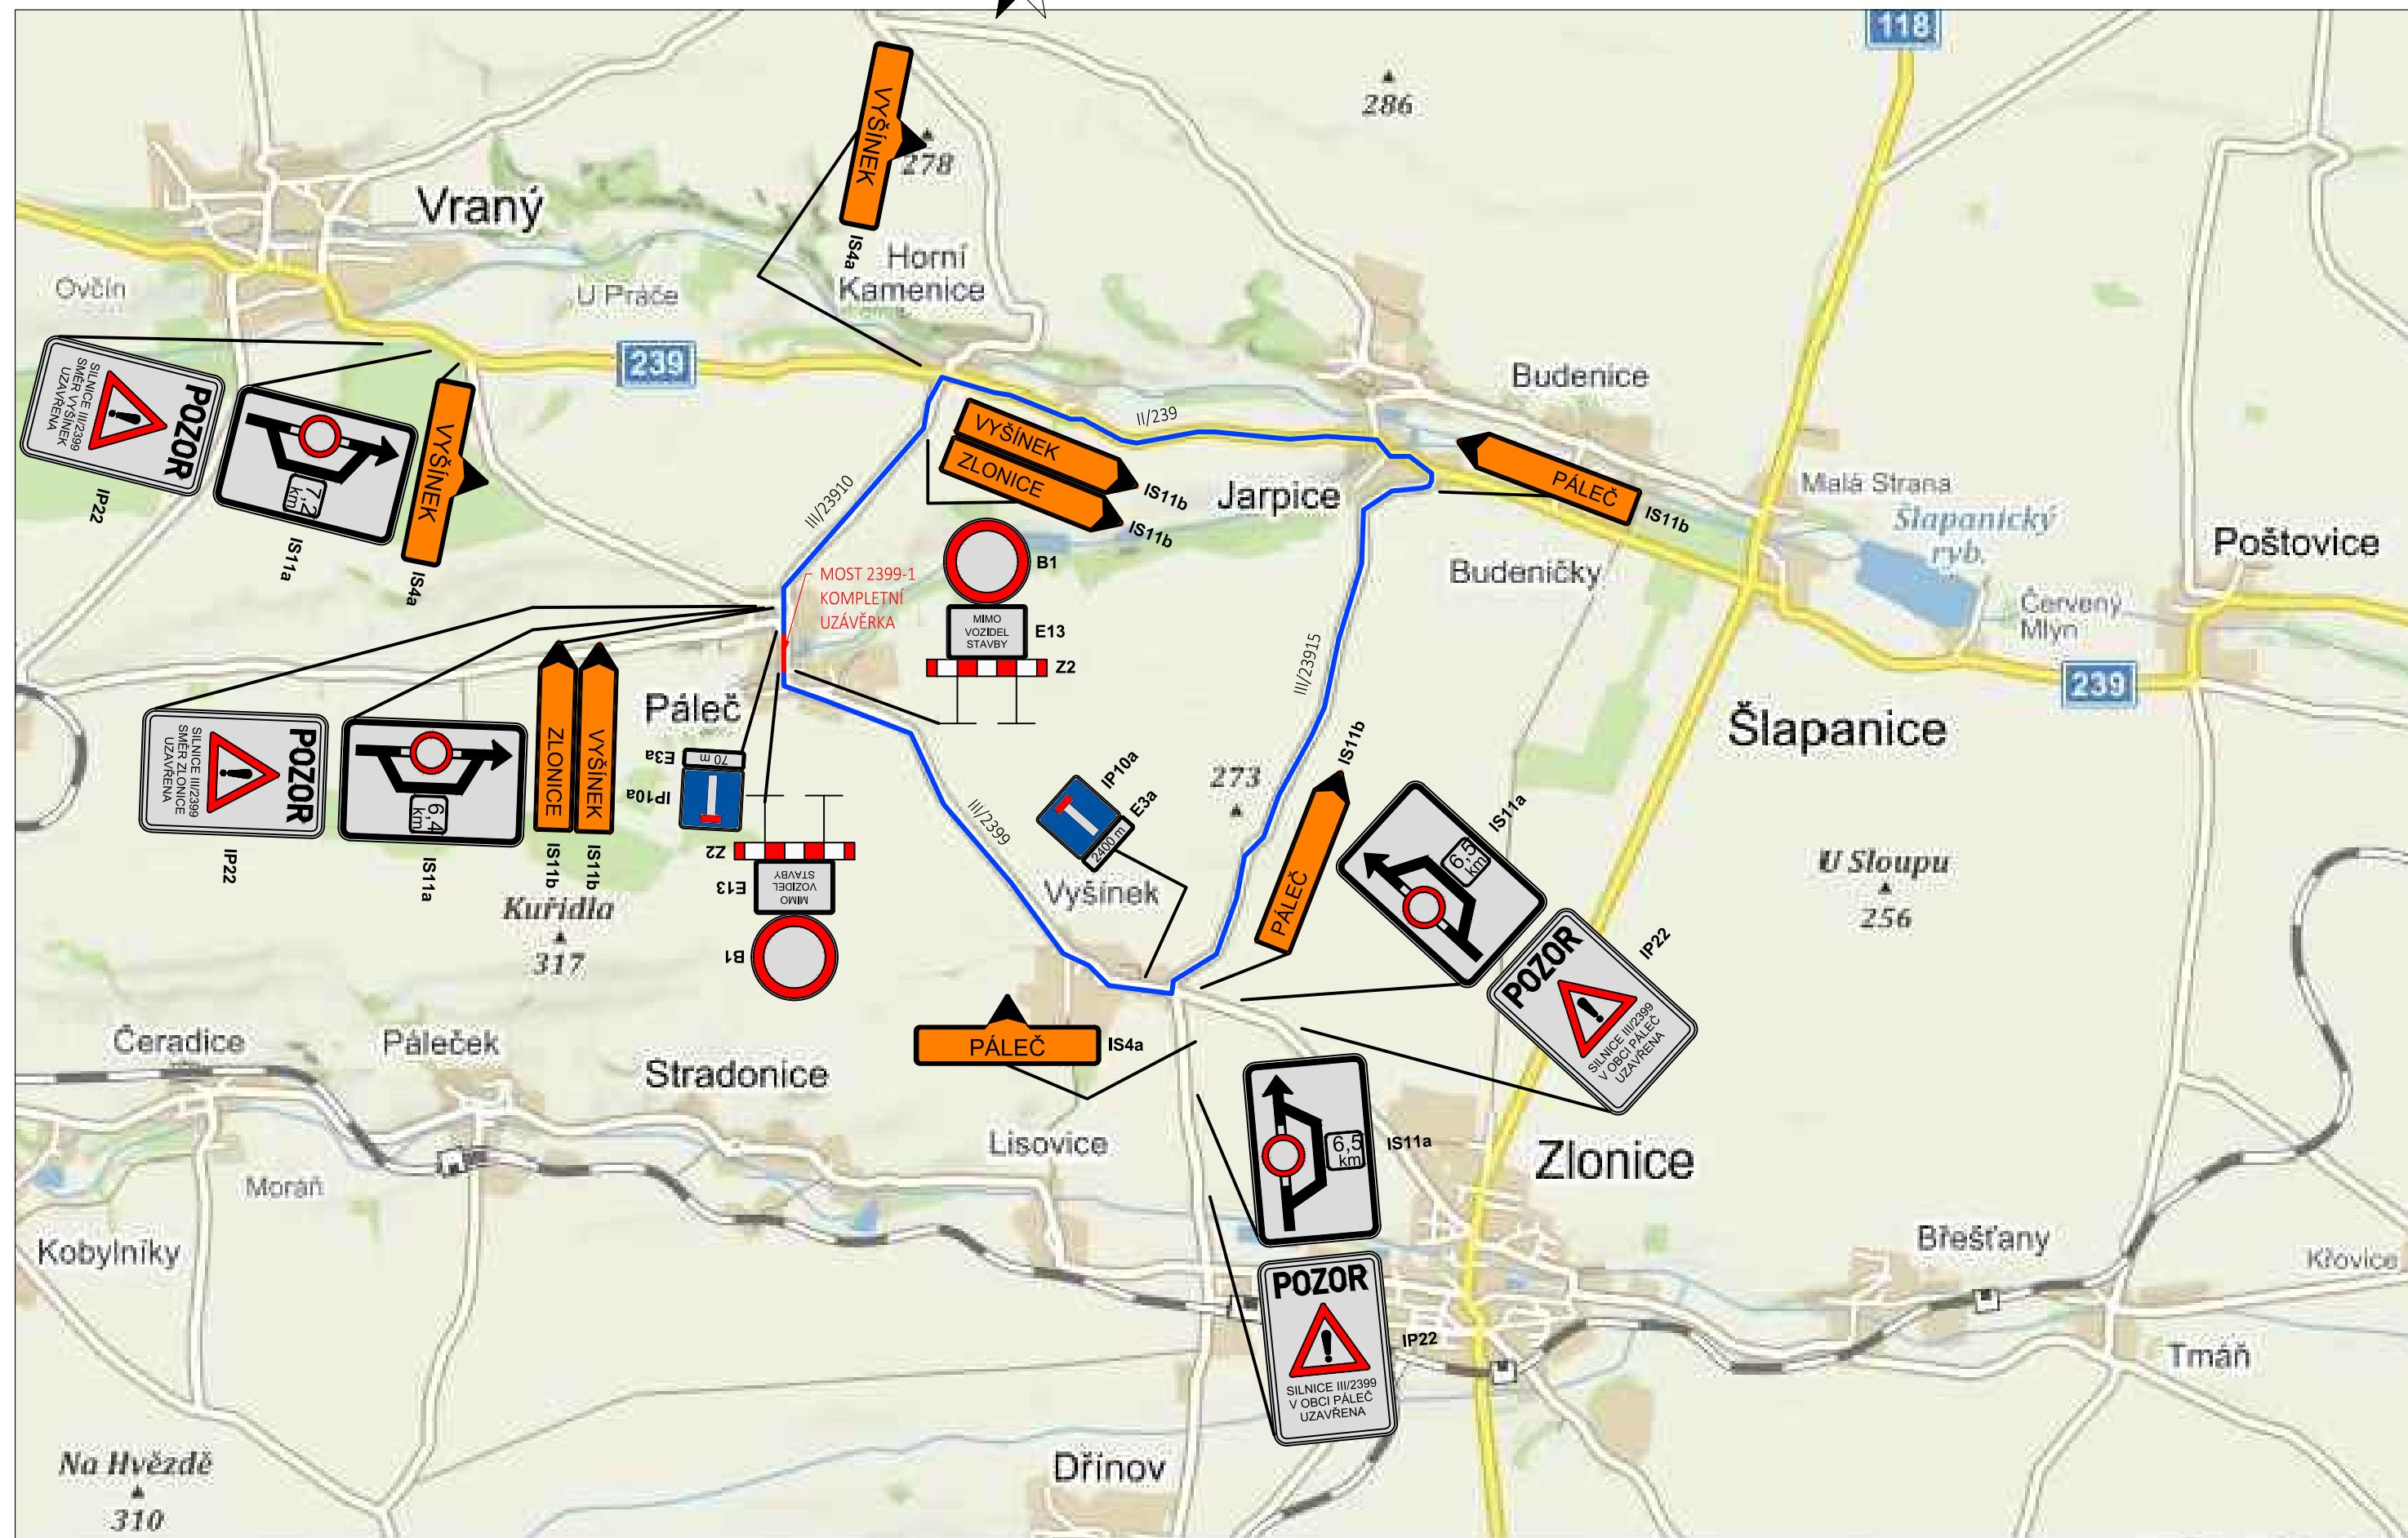 118
286
VYŠÍNEK
278
IS4a
Vraný
Horní
Kamenice
Ovčín
U Práče
239
Budenice
POZOR
SILNICE III/2399
SMĚR VYŠÍNEK
UZAVŘENA
IP22
7,2
km
IS11a
VYŠÍNEK
IS4a
II/239
VYŠÍNEK
IS11b
ZLONICE
IS11b
III/23910
Jarpice
PÁLEČ
IS11b
Malá Strana
Šlapanický
ryb.
Poštovice
Budeničky
Červený
Mlýn
239
MOST 2399-1
KOMPLETNÍ
UZÁVĚRKA
B1
MIMO
VOZIDEL
STAVBY
E13
Z2
III/23915
Šlapanice
Páleč
POZOR
SILNICE III/2399
SMĚR ZLONICE
UZAVŘENA
IP22
6,4
km
IS11a
ZLONICE
IS11b
VYŠÍNEK
IS11b
70 m
E3a
IP10a
Z2
MIMO
VOZIDEL
STAVBY
E13
B1
III/2399
IP10a
2400 m
E3a
273
PÁLEČ
IS11b
6,5
km
IS11a
POZOR
SILNICE III/2399
V OBCI PÁLEČ
UZAVŘENA
IP22
U Sloupu
256
Vyšínek
Kuřidla
317
PÁLEČ
IS4a
Čeradice
Páleček
Stradonice
Lisovice
6,5
km
IS11a
Zlonice
Moráň
Kobylníky
Břešťany
Křovice
POZOR
SILNICE III/2399
V OBCI PÁLEČ
UZAVŘENA
IP22
Tmáň
Dřínov
Na Hvězdě
310